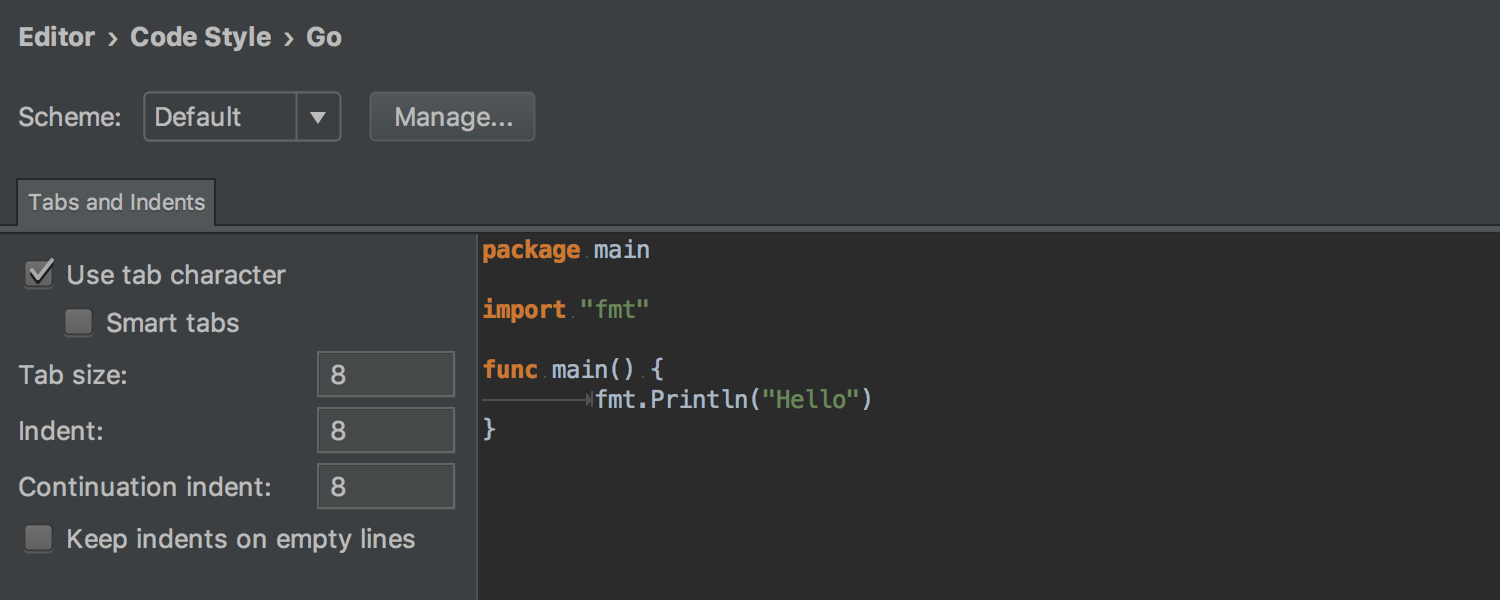 Editor › Code Style › Go
Scheme: Default Manage...
Tabs and Indents
Use tab character
Smart tabs
Tab size: 8
Indent: 8
Continuation indent: 8
Keep indents on empty lines
package main
import "fmt"
func main() {
fmt.Println("Hello")
}